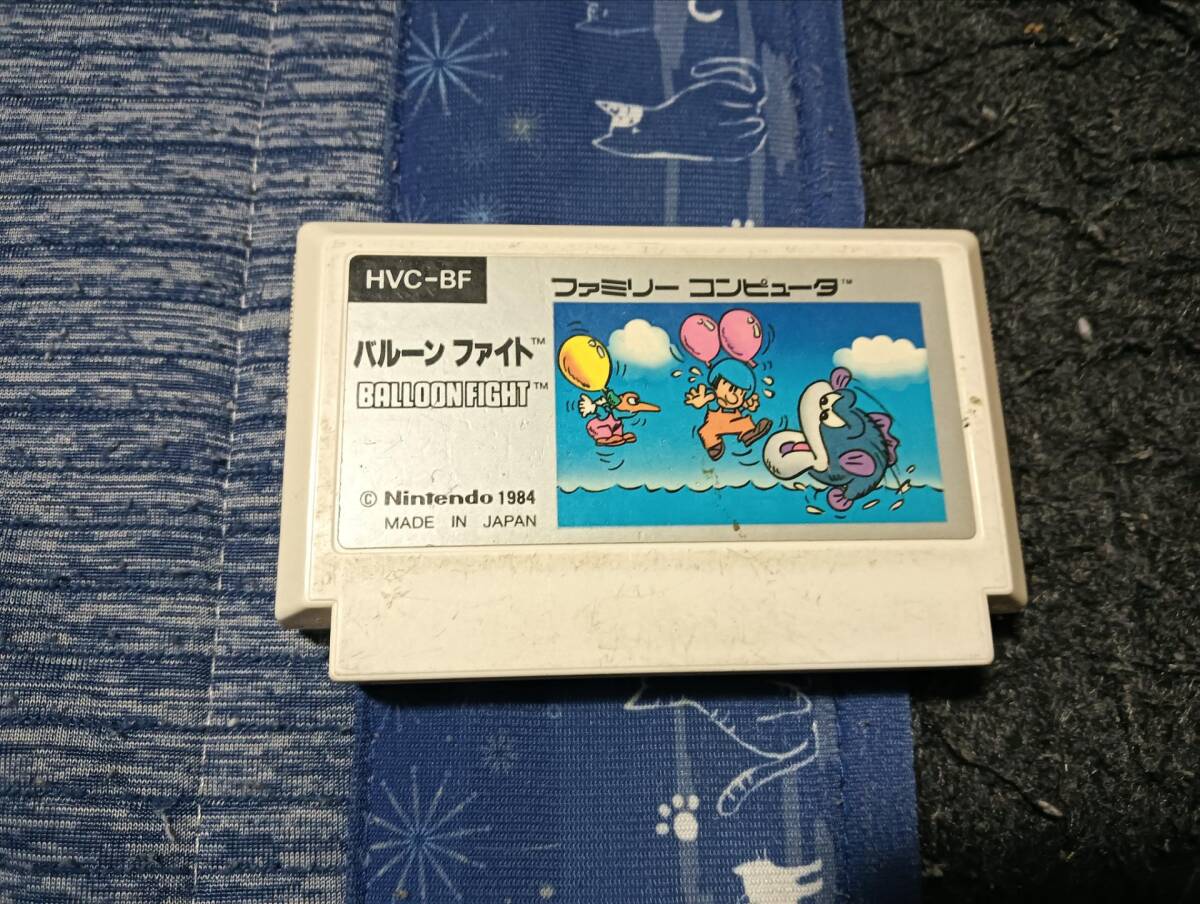 HVC-BF
ファミリー コンピュータ™
バルーン ファイト™
BALLOON FIGHT™
© Nintendo 1984
MADE IN JAPAN